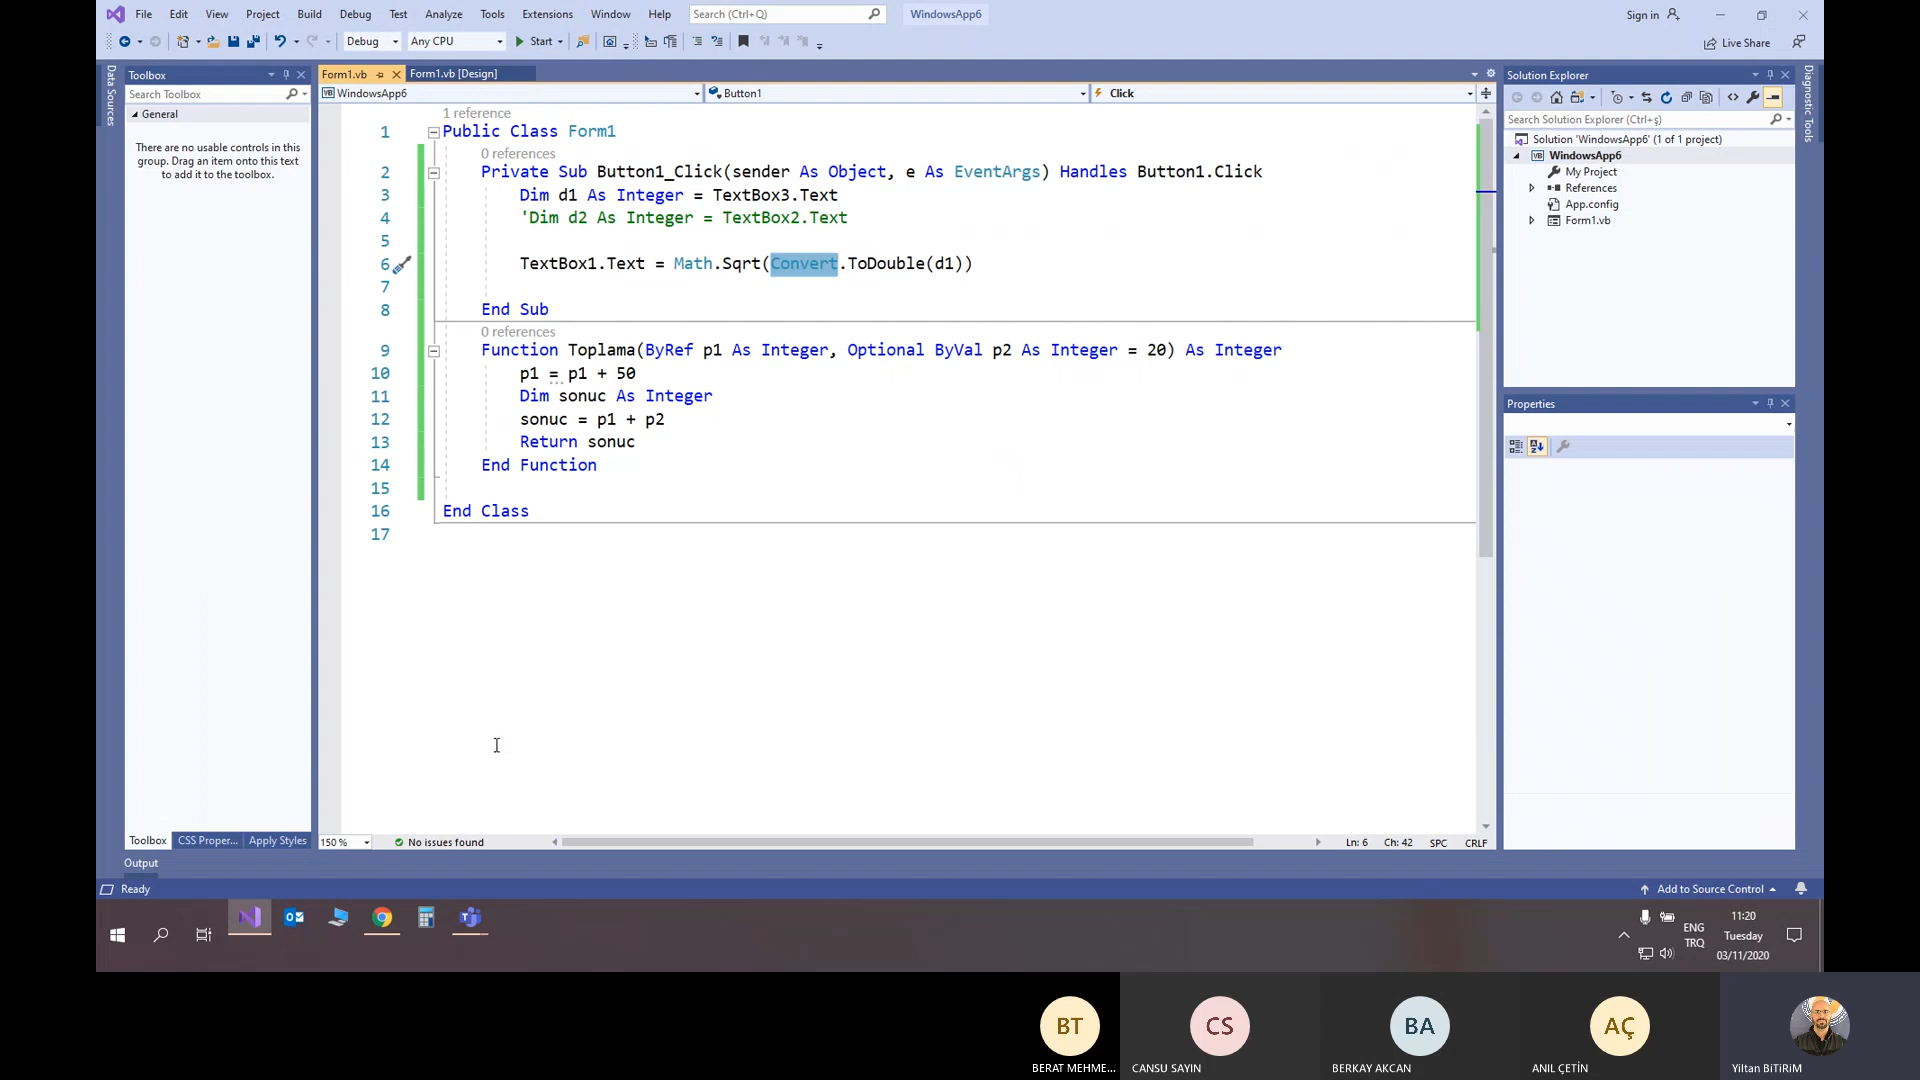 File Edit View Project Build Debug Test Analyze Tools Extensions Window Help Search (Ctrl+Q) WindowsApp6 Sign in
Debug Any CPU Start Live Share
Data Sources
Toolbox
Search Toolbox
General
There are no usable controls in this
group. Drag an item onto this text
to add it to the toolbox.
Toolbox CSS Proper... Apply Styles
Form1.vb Form1.vb [Design]
WindowsApp6 Button1 Click
1 reference
1 Public Class Form1
0 references
2 Private Sub Button1_Click(sender As Object, e As EventArgs) Handles Button1.Click
3 Dim d1 As Integer = TextBox3.Text
4 'Dim d2 As Integer = TextBox2.Text
5
6 TextBox1.Text = Math.Sqrt(Convert.ToDouble(d1))
7
8 End Sub
0 references
9 Function Toplama(ByRef p1 As Integer, Optional ByVal p2 As Integer = 20) As Integer
10 p1 = p1 + 50
11 Dim sonuc As Integer
12 sonuc = p1 + p2
13 Return sonuc
14 End Function
15
16 End Class
17
150 % No issues found Ln: 6 Ch: 42 SPC CRLF
Solution Explorer
Search Solution Explorer (Ctrl+ş)
Solution 'WindowsApp6' (1 of 1 project)
WindowsApp6
My Project
References
App.config
Form1.vb
Properties
Diagnostic Tools
Output
Ready Add to Source Control
ENG
TRQ
11:20
Tuesday
03/11/2020
BT CS BA AÇ
BERAT MEHME... CANSU SAYIN BERKAY AKCAN ANIL ÇETİN Yiltan BiTiRiM